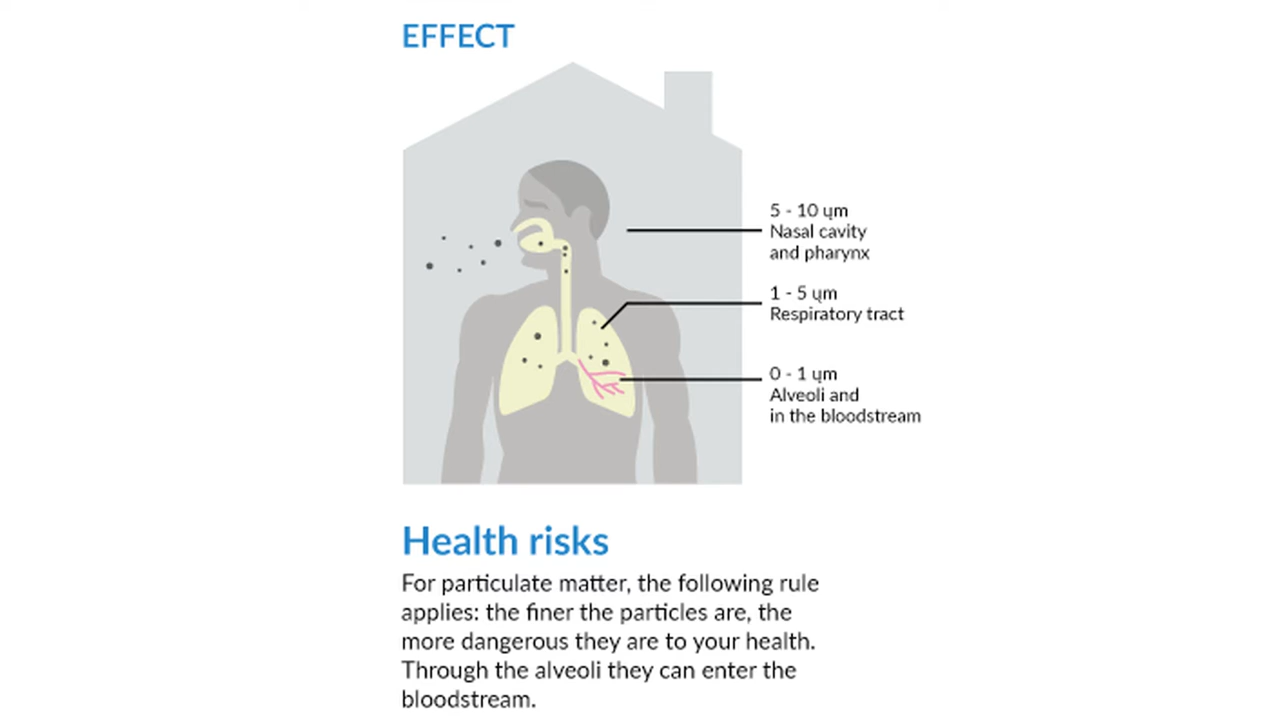 EFFECT
5 - 10 ųm
Nasal cavity
and pharynx
1 - 5 ųm
Respiratory tract
0 - 1 ųm
Alveoli and
in the bloodstream
Health risks
For particulate matter, the following rule
applies: the finer the particles are, the
more dangerous they are to your health.
Through the alveoli they can enter the
bloodstream.